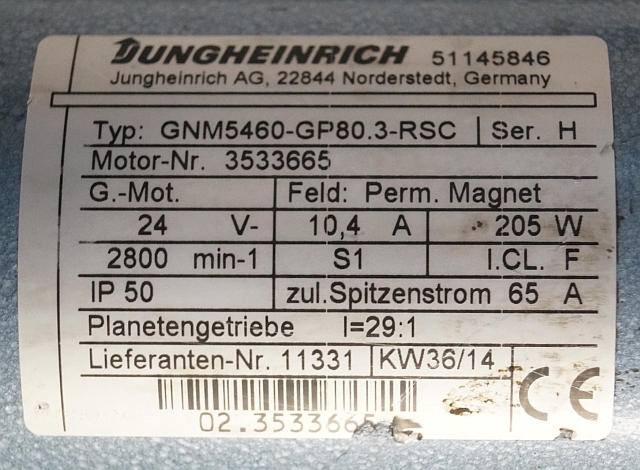 JUNGHEINRICH 51145846
Jungheinrich AG, 22844 Norderstedt, Germany
Typ: GNM5460-GP80.3-RSC Ser. H
Motor-Nr. 3533665
G.-Mot. Feld: Perm. Magnet
24 V- 10,4 A 205 W
2800 min-1 S1 I.CL. F
IP 50 zul.Spitzenstrom 65 A
Planetengetriebe I=29:1
Lieferanten-Nr. 11331 KW36/14
CE
02.3533665